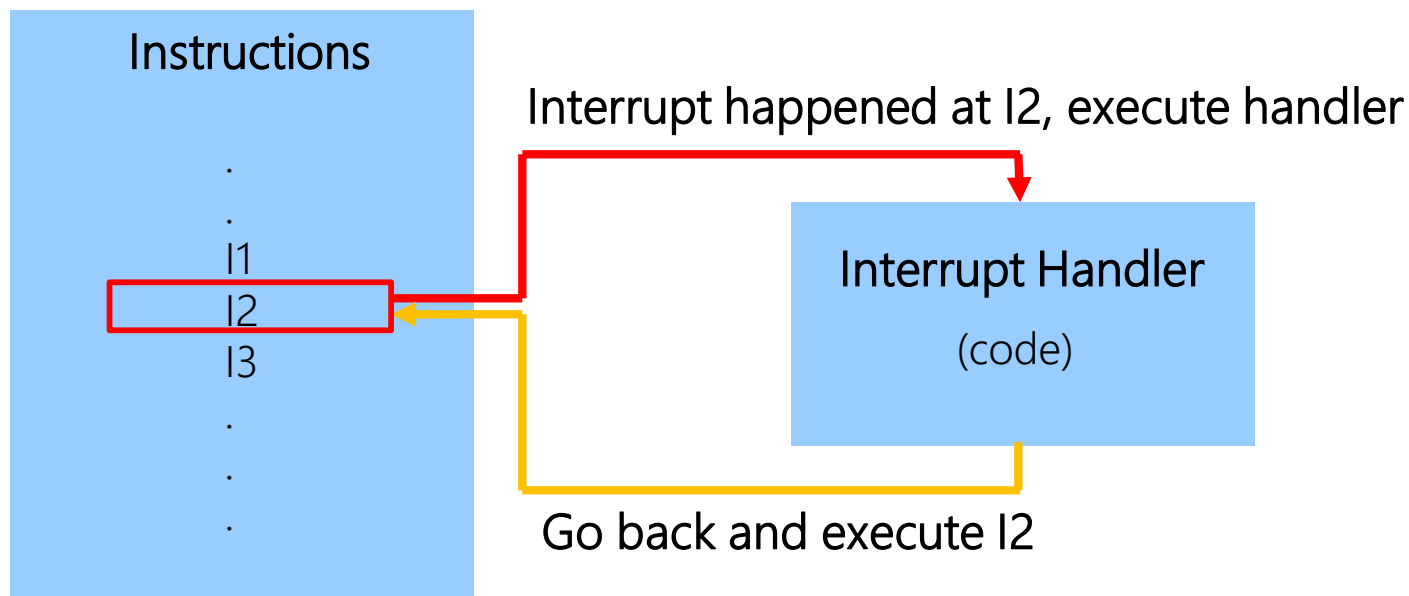 Instructions
.
.
I1
I2
I3
.
.
.
Interrupt happened at I2, execute handler
Interrupt Handler
(code)
Go back and execute I2